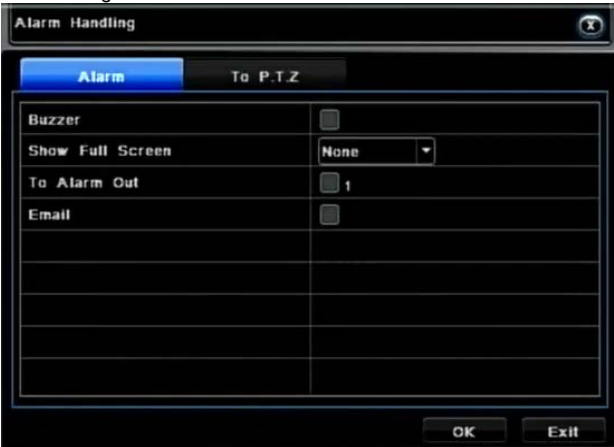 Alarm Handling
X
Alarm To P.T.Z
Buzzer
Show Full Screen None
To Alarm Out 1
Email
OK Exit